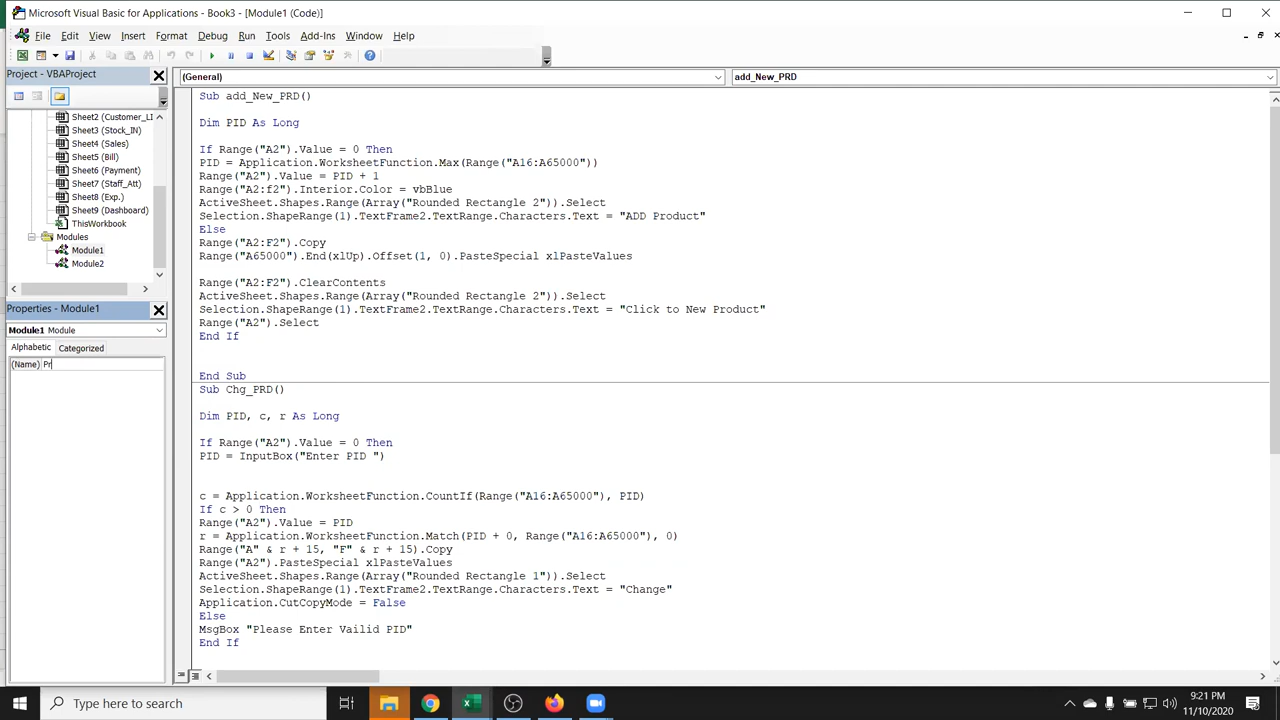 Microsoft Visual Basic for Applications - Book3 - [Module1 (Code)]
File Edit View Insert Format Debug Run Tools Add-Ins Window Help
Project - VBAProject
(General)
add_New_PRD
Sheet2 (Customer_LI
Sheet3 (Stock_IN)
Sheet4 (Sales)
Sheet5 (Bill)
Sheet6 (Payment)
Sheet7 (Staff_Att)
Sheet8 (Exp.)
Sheet9 (Dashboard)
ThisWorkbook
Modules
Module1
Module2
Properties - Module1
Module1 Module
Alphabetic Categorized
(Name) Pr
Sub add_New_PRD()
Dim PID As Long
If Range("A2").Value = 0 Then
PID = Application.WorksheetFunction.Max(Range("A16:A65000"))
Range("A2").Value = PID + 1
Range("A2:f2").Interior.Color = vbBlue
ActiveSheet.Shapes.Range(Array("Rounded Rectangle 2")).Select
Selection.ShapeRange(1).TextFrame2.TextRange.Characters.Text = "ADD Product"
Else
Range("A2:F2").Copy
Range("A65000").End(xlUp).Offset(1, 0).PasteSpecial xlPasteValues
Range("A2:F2").ClearContents
ActiveSheet.Shapes.Range(Array("Rounded Rectangle 2")).Select
Selection.ShapeRange(1).TextFrame2.TextRange.Characters.Text = "Click to New Product"
Range("A2").Select
End If
End Sub
Sub Chg_PRD()
Dim PID, c, r As Long
If Range("A2").Value = 0 Then
PID = InputBox("Enter PID ")
c = Application.WorksheetFunction.CountIf(Range("A16:A65000"), PID)
If c > 0 Then
Range("A2").Value = PID
r = Application.WorksheetFunction.Match(PID + 0, Range("A16:A65000"), 0)
Range("A" & r + 15, "F" & r + 15).Copy
Range("A2").PasteSpecial xlPasteValues
ActiveSheet.Shapes.Range(Array("Rounded Rectangle 1")).Select
Selection.ShapeRange(1).TextFrame2.TextRange.Characters.Text = "Change"
Application.CutCopyMode = False
Else
MsgBox "Please Enter Vailid PID"
End If
Type here to search
9:21 PM
11/10/2020